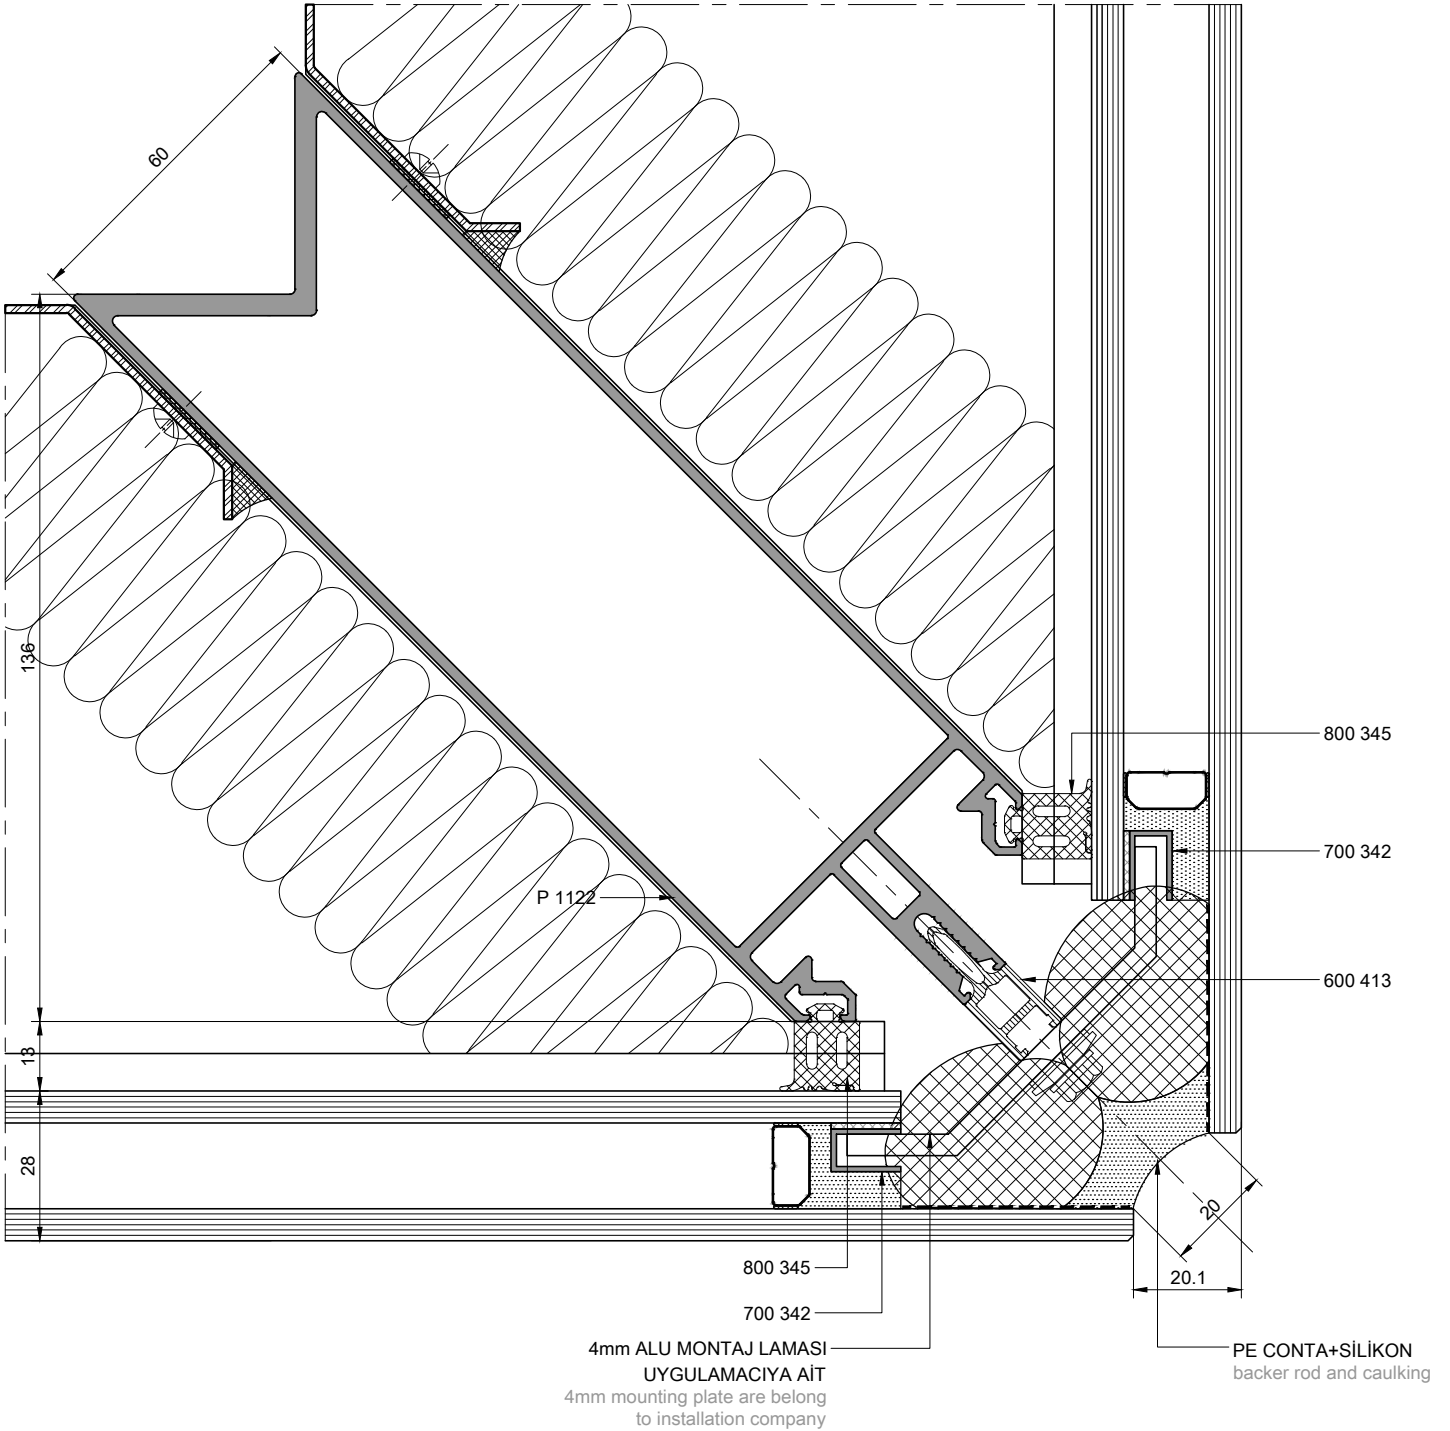 60
136
800 345
700 342
P 1122
600 413
13
28
20
800 345
20.1
700 342
4mm ALU MONTAJ LAMASI
UYGULAMACIYA AİT
4mm mounting plate are belong
to installation company
PE CONTA+SİLİKON
backer rod and caulking